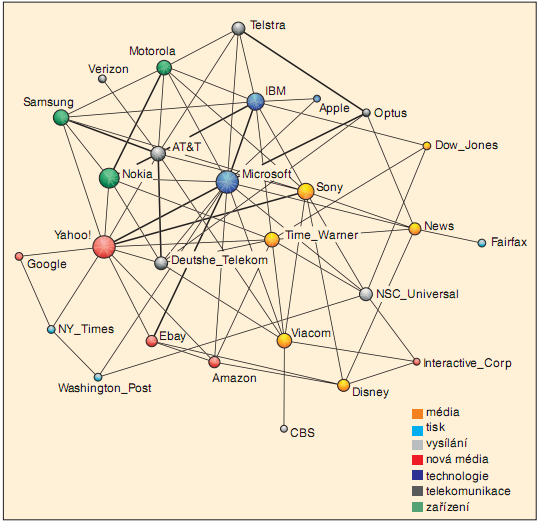 Telstra
Motorola
Verizon
IBM
Samsung
Apple
Optus
AT&T
Dow_Jones
Nokia
Microsoft
Sony
Yahoo!
Time_Warner
News
Google
Deutshe_Telekom
Fairfax
NSC_Universal
NY_Times
Ebay
Viacom
Washington_Post
Amazon
Interactive_Corp
Disney
CBS
média
tisk
vysílání
nová média
technologie
telekomunikace
zařízení